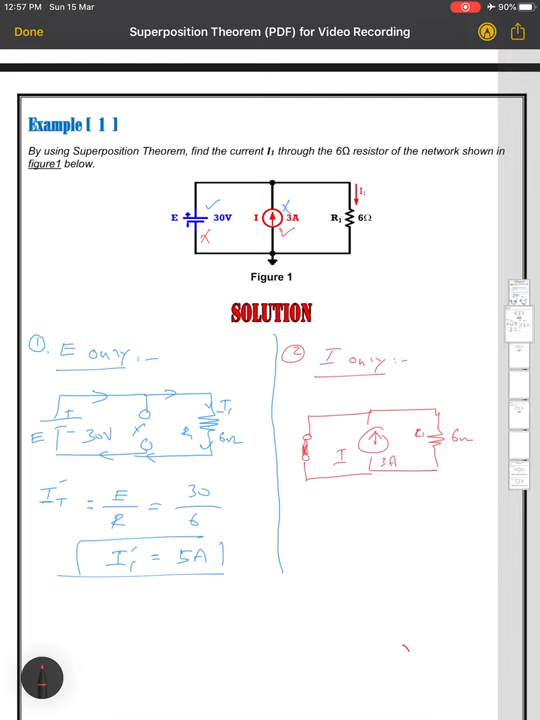 12:57 PM Sun 15 Mar 90%
Done Superposition Theorem (PDF) for Video Recording
Example [ 1 ]
By using Superposition Theorem, find the current I₁ through the 6Ω resistor of the network shown in
figure1 below.
I₁
E 30V I 3A R₁ 6Ω
Figure 1
SOLUTION
①. E only :-
② I only :-
I₁
E 30V R₁ 6Ω
I 3A R₁ 6Ω
I₁' = E/R = 30/6
I₁' = 5A